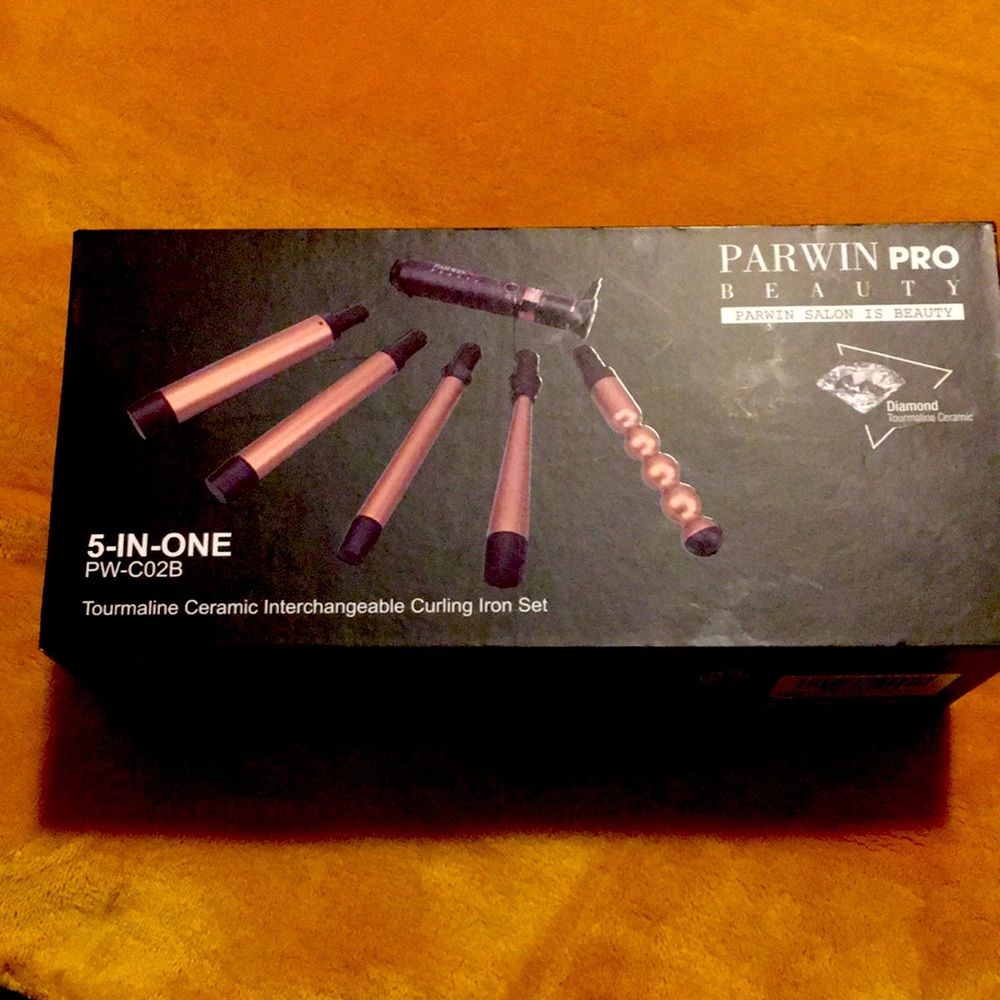 PARWIN PRO
BEAUTY
PARWIN SALON IS BEAUTY
PARWIN
Diamond
Tourmaline Ceramic
5-IN-ONE
PW-C02B
Tourmaline Ceramic Interchangeable Curling Iron Set